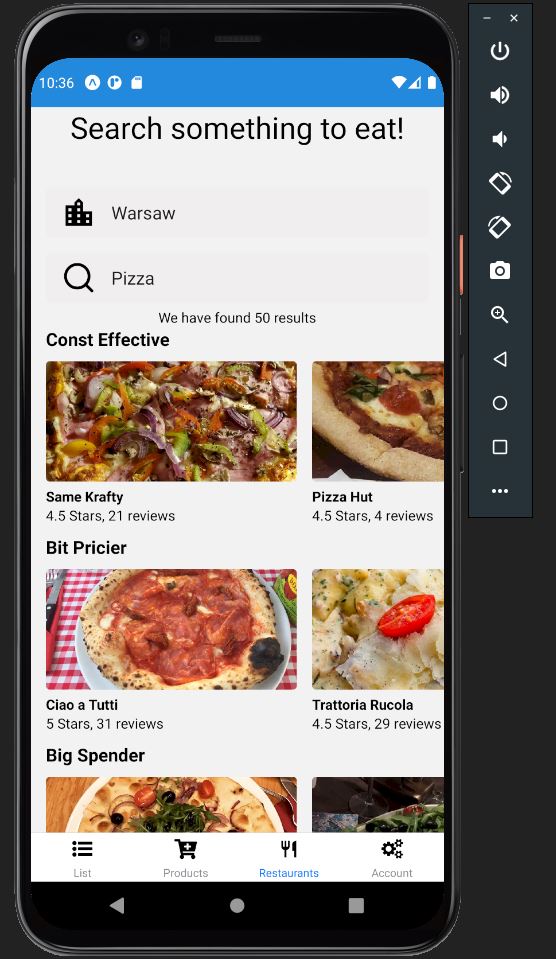 10:36
Search something to eat!
Warsaw
Pizza
We have found 50 results
Const Effective
Same Krafty
4.5 Stars, 21 reviews
Pizza Hut
4.5 Stars, 4 reviews
Bit Pricier
Ciao a Tutti
5 Stars, 31 reviews
Trattoria Rucola
4.5 Stars, 29 reviews
Big Spender
List
Products
Restaurants
Account